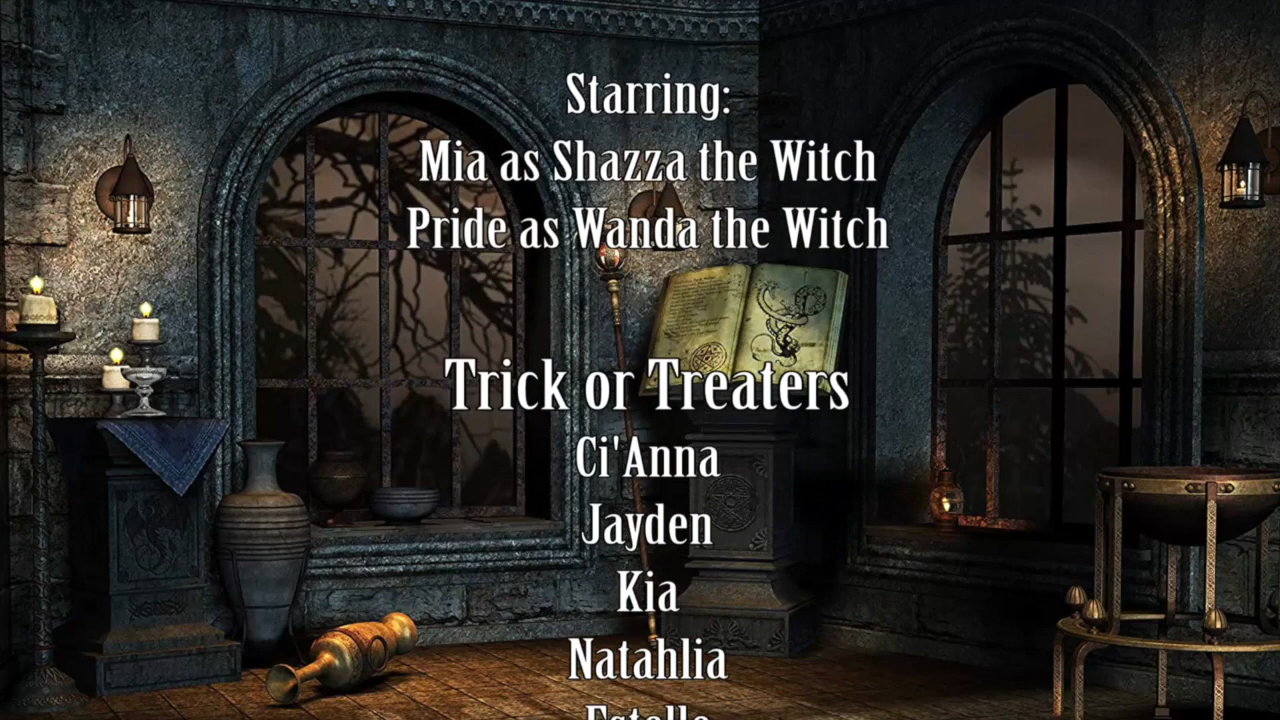 Starring:
Mia as Shazza the Witch
Pride as Wanda the Witch
Trick or Treaters
Ci'Anna
Jayden
Kia
Natahlia